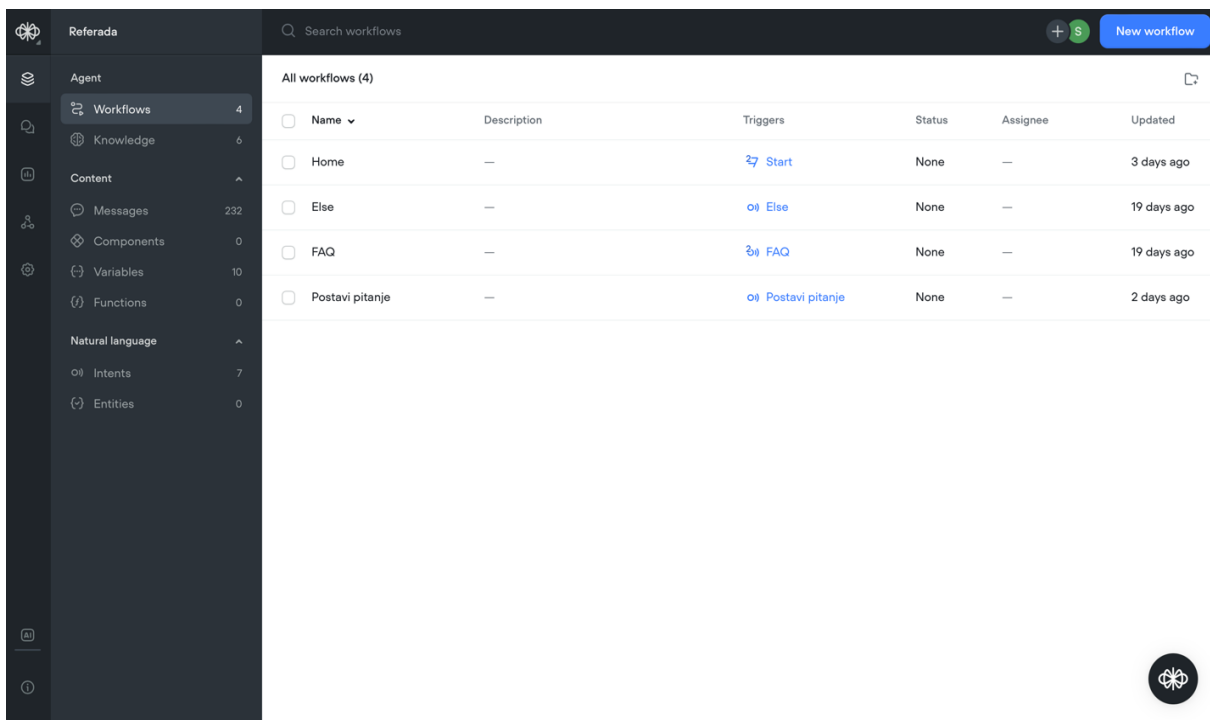 Referada
Search workflows
S
New workflow
Agent
Workflows 4
Knowledge 6
Content
Messages 232
Components 0
Variables 10
Functions 0
Natural language
Intents 7
Entities 0
AI
All workflows (4)
Name Description Triggers Status Assignee Updated
Home — 2 Start None — 3 days ago
Else — Else None — 19 days ago
FAQ — 2 FAQ None — 19 days ago
Postavi pitanje — Postavi pitanje None — 2 days ago